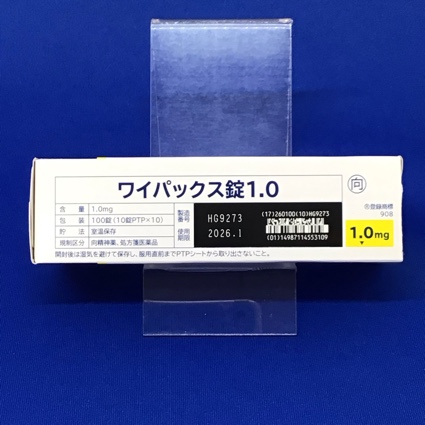 ワイパックス錠1.0
向
含　量 1.0mg
包　装 100錠(10錠PTP×10)
貯　法 室温保存
規制区分 向精神薬、処方箋医薬品
製造番号 HG9273
使用期限 2026.1
(17)260100(10)HG9273
(01)14987114553109
®登録商標
908
1.0mg
開封後は湿気を避けて保存し、服用直前までPTPシートから取り出さないこと。